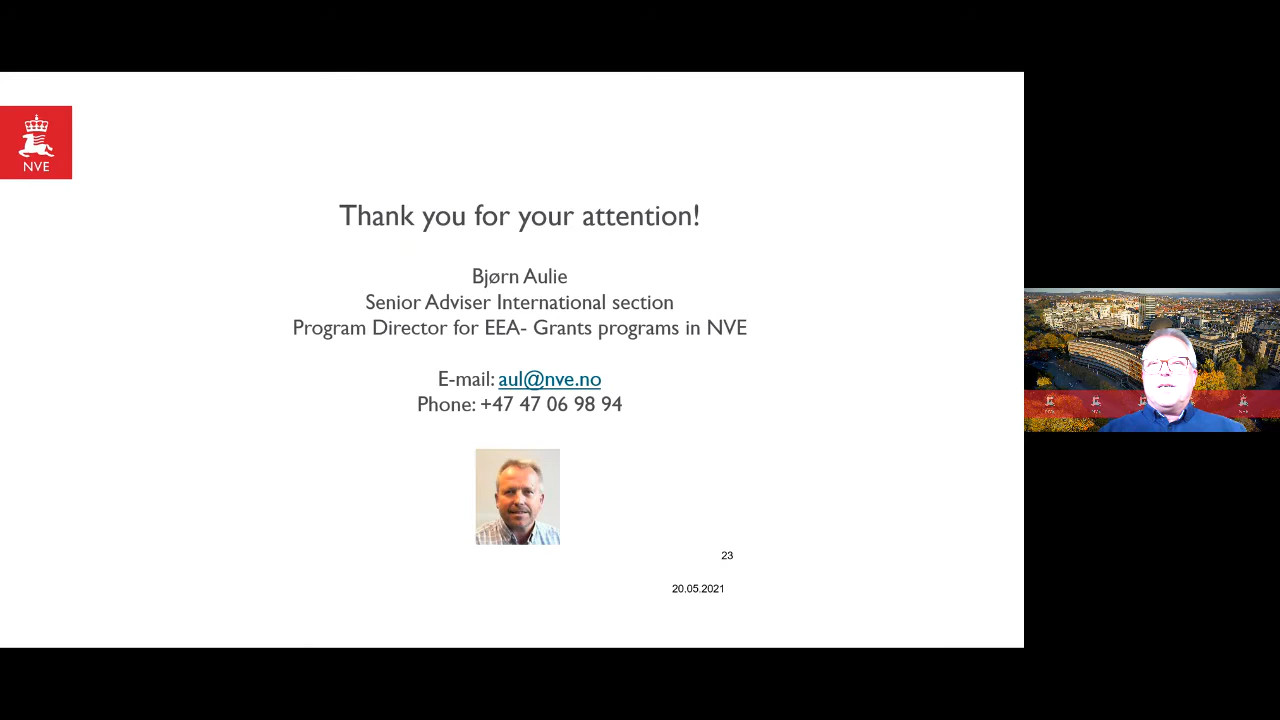 NVE
Thank you for your attention!
Bjørn Aulie
Senior Adviser International section
Program Director for EEA- Grants programs in NVE
E-mail: aul@nve.no
Phone: +47 47 06 98 94
23
20.05.2021